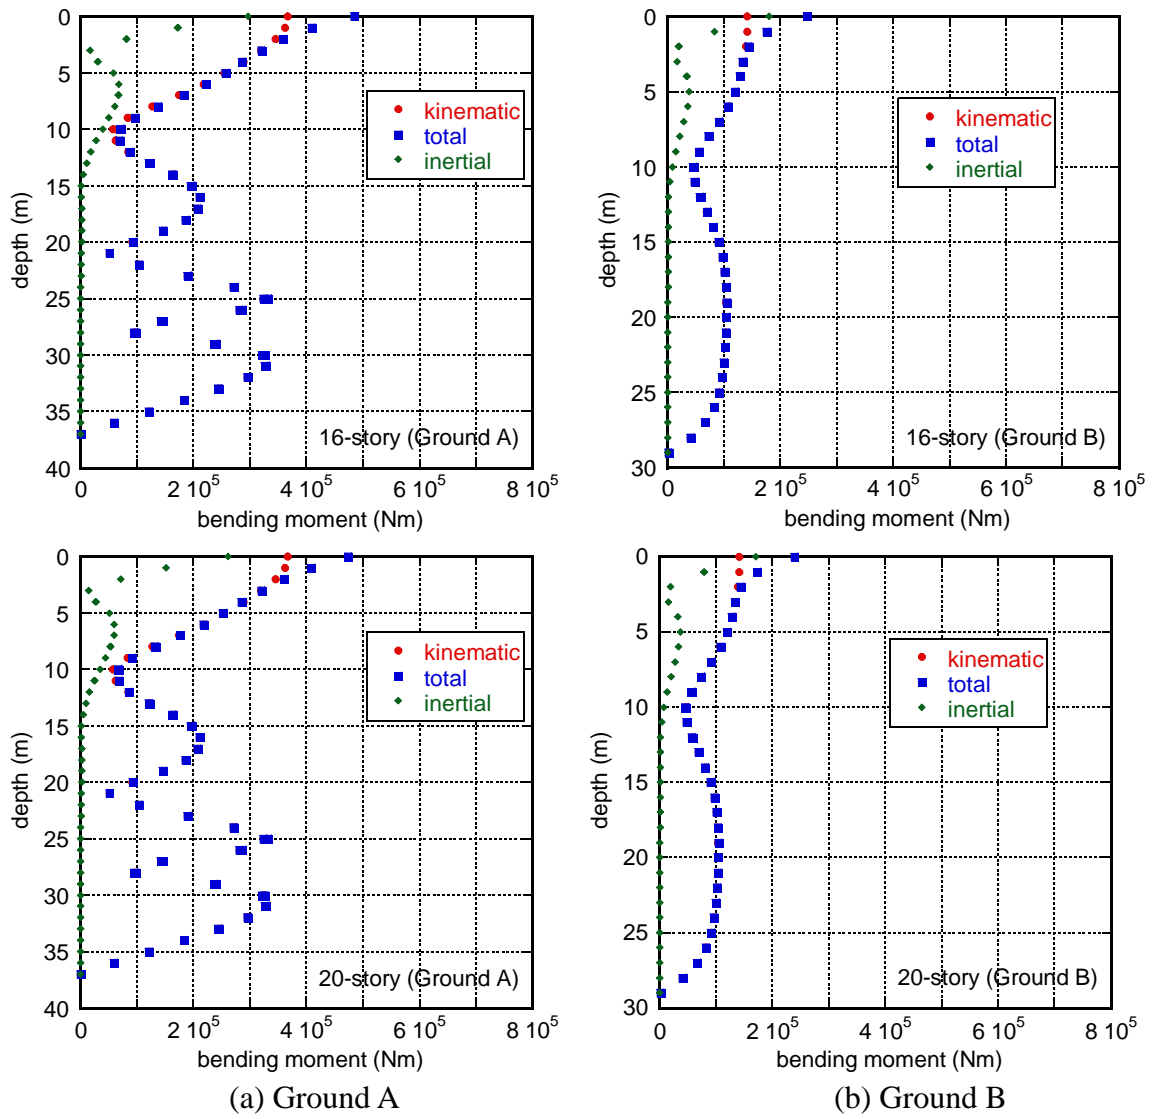 0
5
10
15
20
25
30
35
40
depth (m)
kinematic
total
inertial
16-story (Ground A)
0
2 10^5
4 10^5
6 10^5
8 10^5
bending moment (Nm)
0
5
10
15
20
25
30
depth (m)
kinematic
total
inertial
16-story (Ground B)
0
2 10^5
4 10^5
6 10^5
8 10^5
bending moment (Nm)
0
5
10
15
20
25
30
35
40
depth (m)
kinematic
total
inertial
20-story (Ground A)
0
2 10^5
4 10^5
6 10^5
8 10^5
bending moment (Nm)
0
5
10
15
20
25
30
depth (m)
kinematic
total
inertial
20-story (Ground B)
0
2 10^5
4 10^5
6 10^5
8 10^5
bending moment (Nm)
(a) Ground A
(b) Ground B